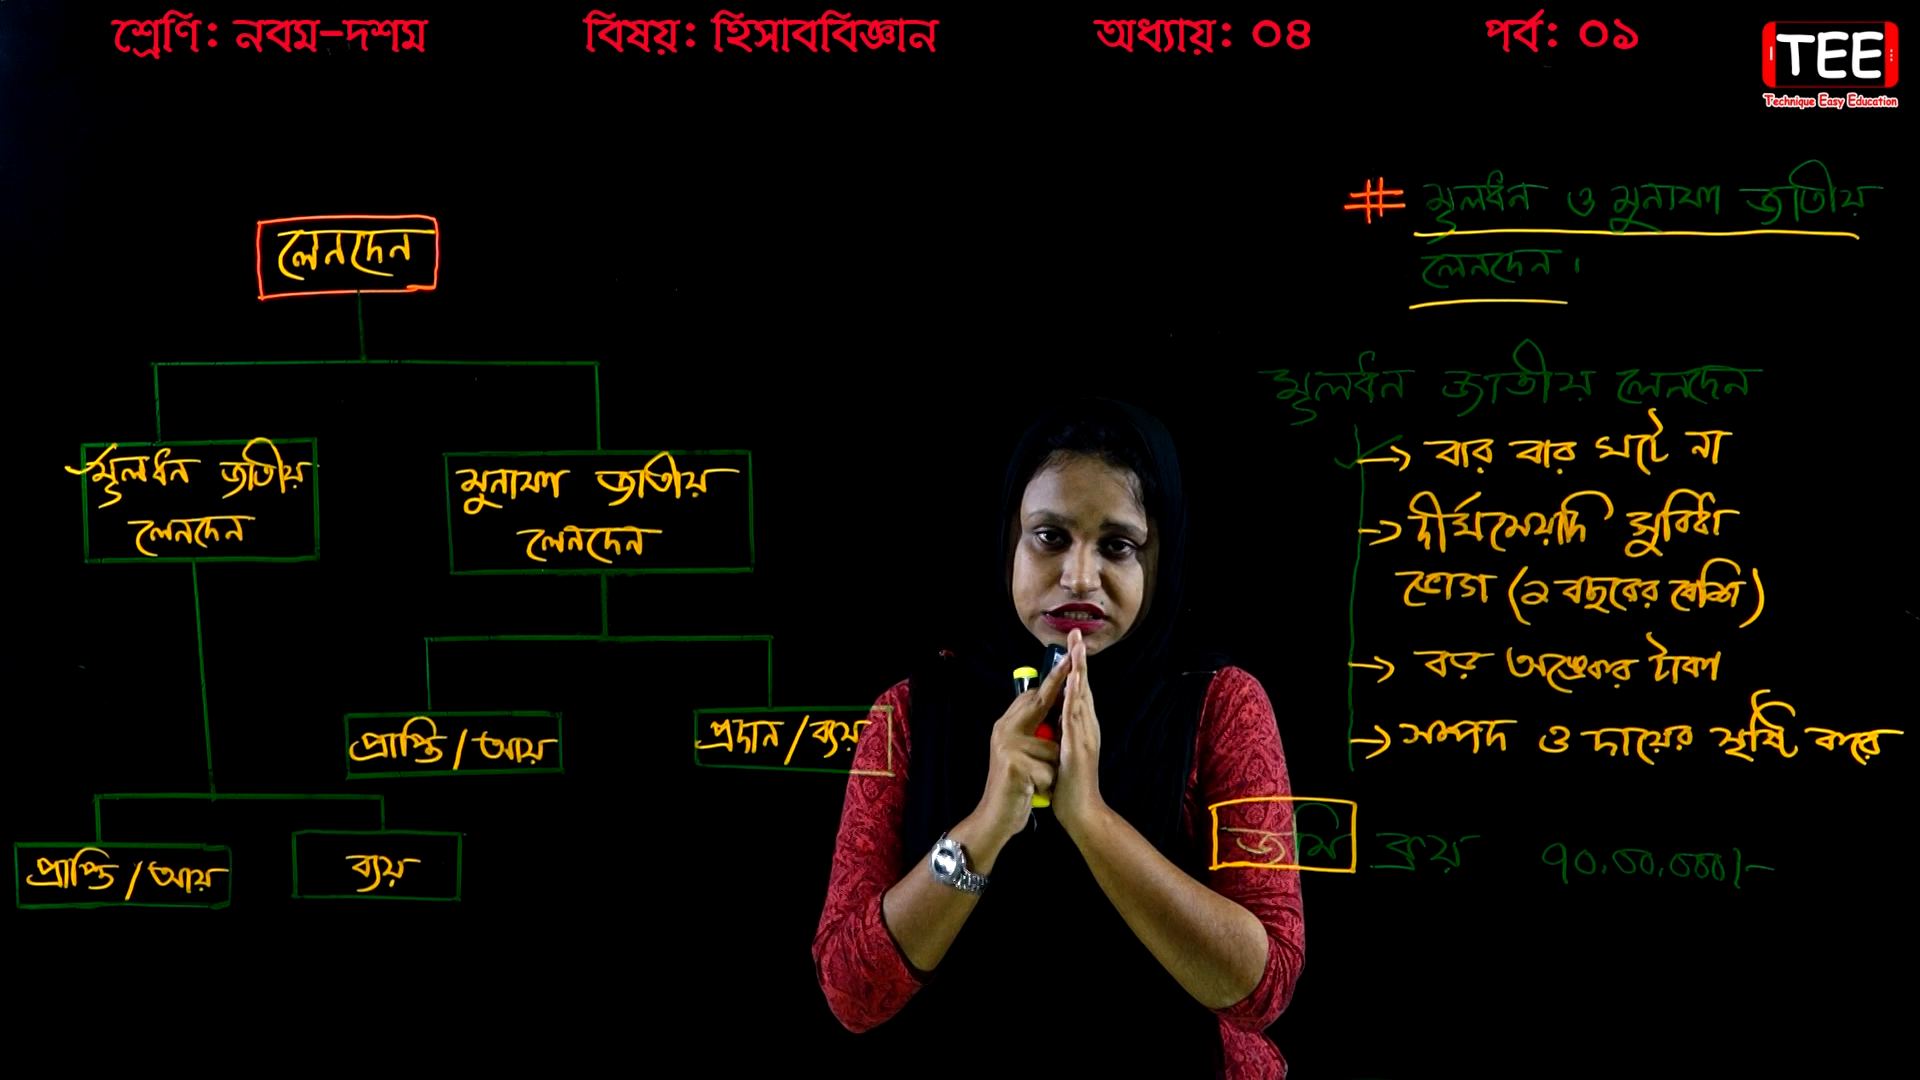 শ্রেণি: নবম-দশম
বিষয়: হিসাববিজ্ঞান
অধ্যায়: ০৪
পর্ব: ০১
TEE
Technique Easy Education
লেনদেন
মূলধন জাতীয়
লেনদেন
মুনাফা জাতীয়
লেনদেন
প্রাপ্তি/আয়
প্রদান/ব্যয়
প্রাপ্তি/আয়
ব্যয়
# মূলধন ও মুনাফা জাতীয়
লেনদেন।
মূলধন জাতীয় লেনদেন
→ বার বার ঘটে না
→ দীর্ঘমেয়াদি সুবিধা
ভোগ (১ বছরের বেশি)
→ বড় অঙ্কের টাকা
→ সম্পদ ও দায়ের সৃষ্টি করে
জমি ক্রয় ৭০,০০,০০০/-